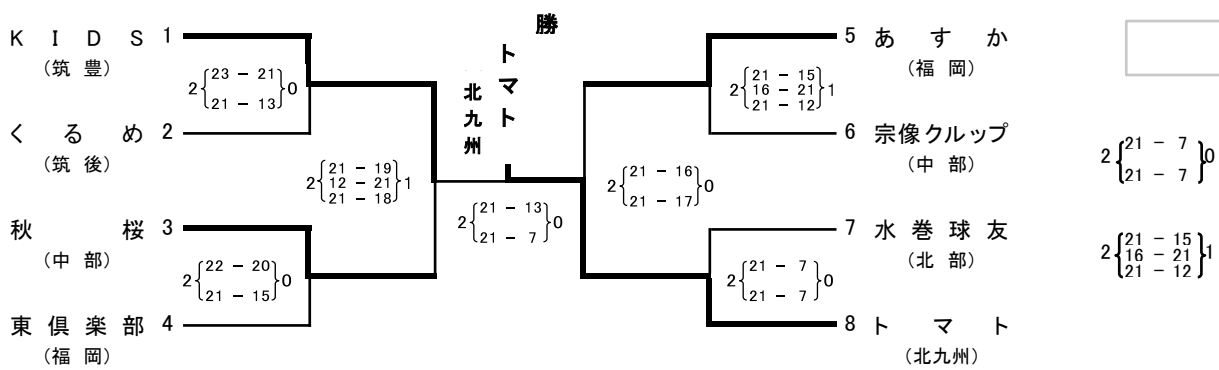 KIDS 1
(筑豊)
2{23 - 21
21 - 13}0
くるめ 2
(筑後)
2{21 - 19
12 - 21
21 - 18}1
秋桜 3
(中部)
2{22 - 20
21 - 15}0
東倶楽部 4
(福岡)
勝
トマト
北九州
2{21 - 13
21 - 7}0
5 あすか
(福岡)
2{21 - 15
16 - 21
21 - 12}1
6 宗像クルップ
(中部)
2{21 - 16
21 - 17}0
7 水巻球友
(北部)
2{21 - 7
21 - 7}0
8 トマト
(北九州)
2{21 - 7
21 - 7}0
2{21 - 15
16 - 21
21 - 12}1